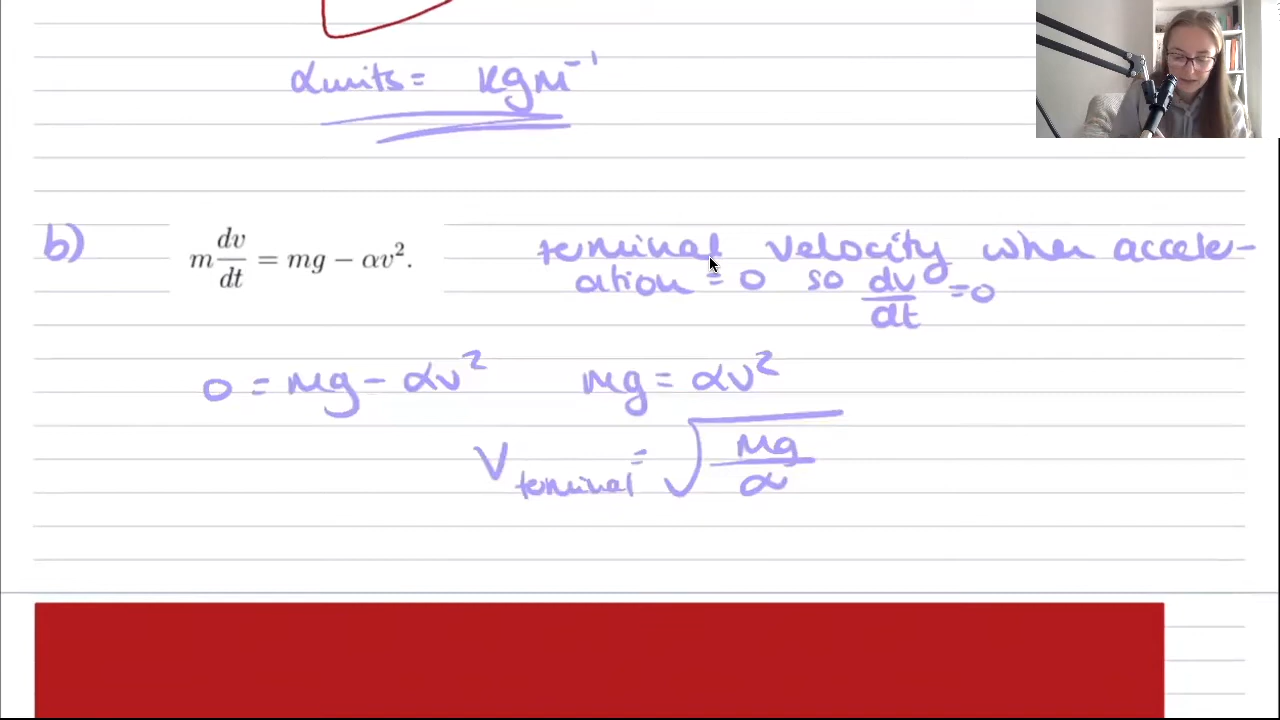 α units = kgm⁻¹
b) m dv/dt = mg − αv².
terminal velocity when acceler-
ation = 0 so dv/dt = 0
0 = mg − αv² mg = αv²
V terminal = √(mg/α)